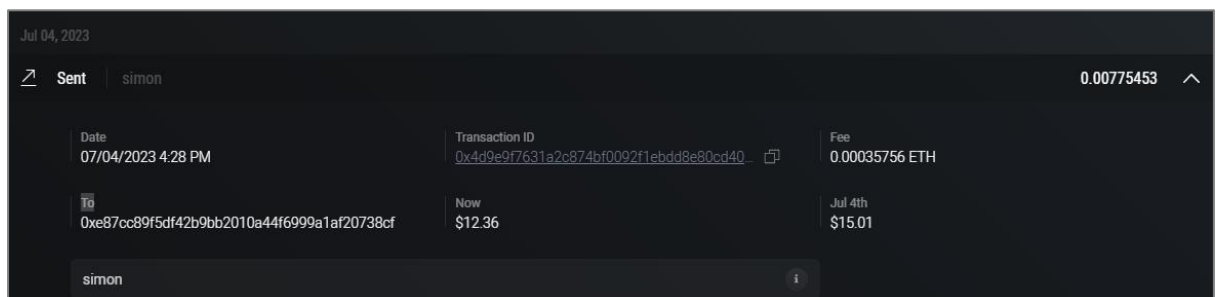 Jul 04, 2023
Sent simon 0.00775453
Date Transaction ID Fee
07/04/2023 4:28 PM 0x4d9e9f7631a2c874bf0092f1ebdd8e80cd40... 0.00035756 ETH
To Now Jul 4th
0xe87cc89f5df42b9bb2010a44f6999a1af20738cf $12.36 $15.01
simon